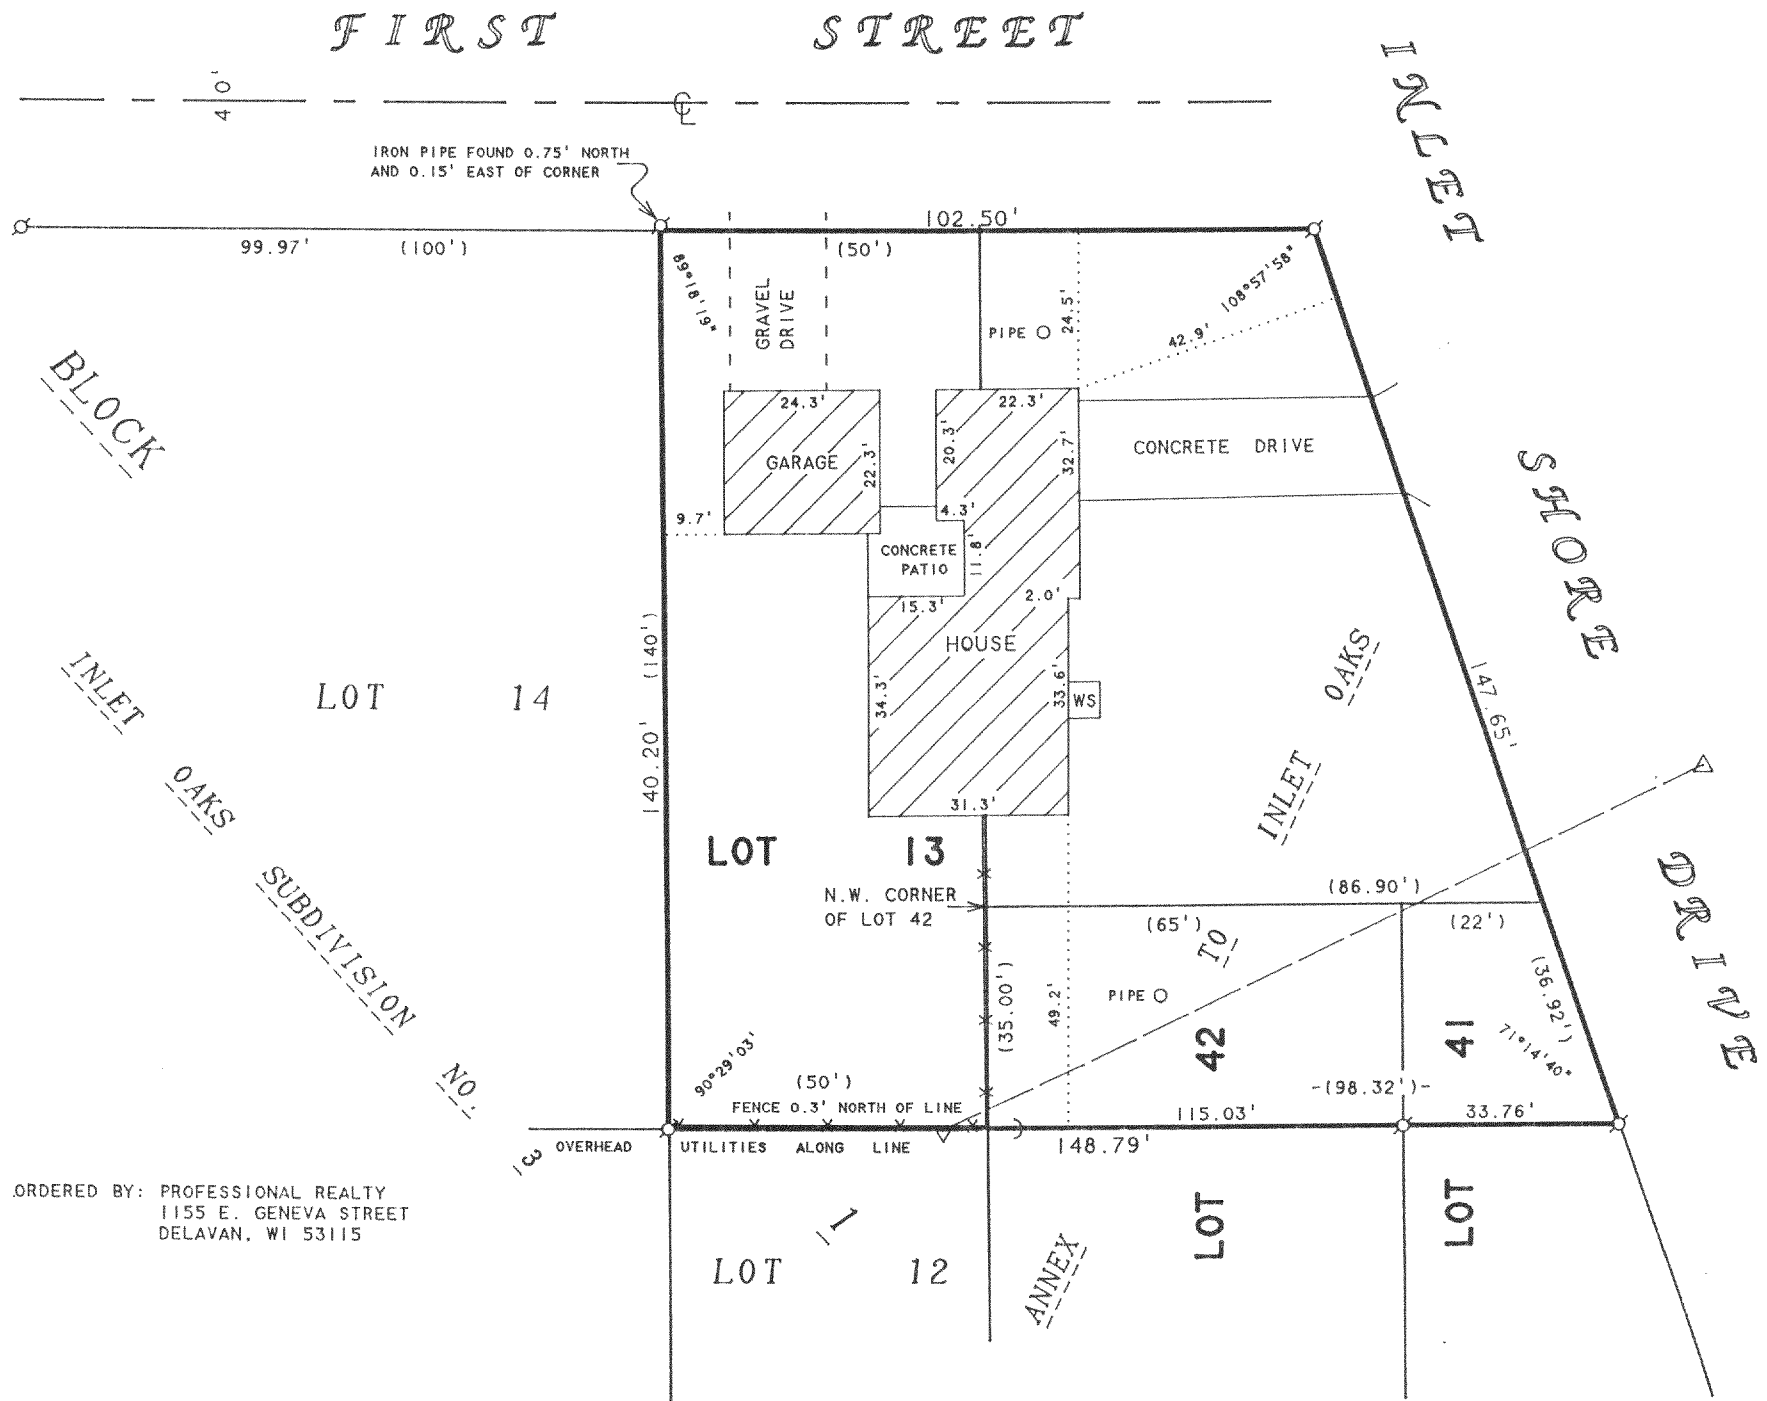 FIRST STREET
INLET
SHORE
DRIVE
40'
℄
IRON PIPE FOUND 0.75' NORTH
AND 0.15' EAST OF CORNER
99.97' (100')
102.50'
(50')
89°18'19"
108°57'58"
GRAVEL
DRIVE
PIPE
24.5'
42.9'
BLOCK
24.3'
GARAGE
22.3'
9.7'
22.3'
20.3'
32.7'
4.3'
CONCRETE
PATIO
11.8'
15.3'
2.0'
HOUSE
34.3'
33.6'
WS
31.3'
CONCRETE DRIVE
147.65'
140.20' (140')
LOT 14
INLET
OAKS
SUBDIVISION
NO.
3
LOT 13
N.W. CORNER
OF LOT 42
(86.90')
(65')
(22')
(36.92')
(35.00')
49.2'
PIPE
42
41
71°14'40"
90°29'03"
(50')
FENCE 0.3' NORTH OF LINE
-(98.32')-
115.03'
33.76'
148.79'
OVERHEAD UTILITIES ALONG LINE
LOT
LOT
ANNEX
TO
INLET
OAKS
1
LOT 12
ORDERED BY: PROFESSIONAL REALTY
1155 E. GENEVA STREET
DELAVAN, WI 53115